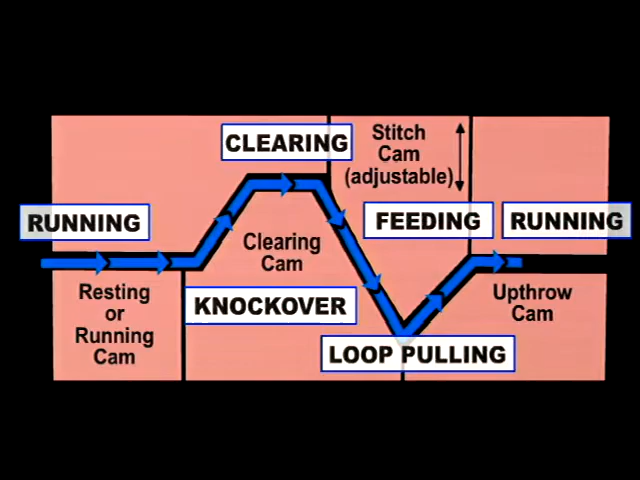 CLEARING
Stitch
Cam
(adjustable)
RUNNING
FEEDING
RUNNING
Clearing
Cam
Resting
or
Running
Cam
KNOCKOVER
Upthrow
Cam
LOOP PULLING